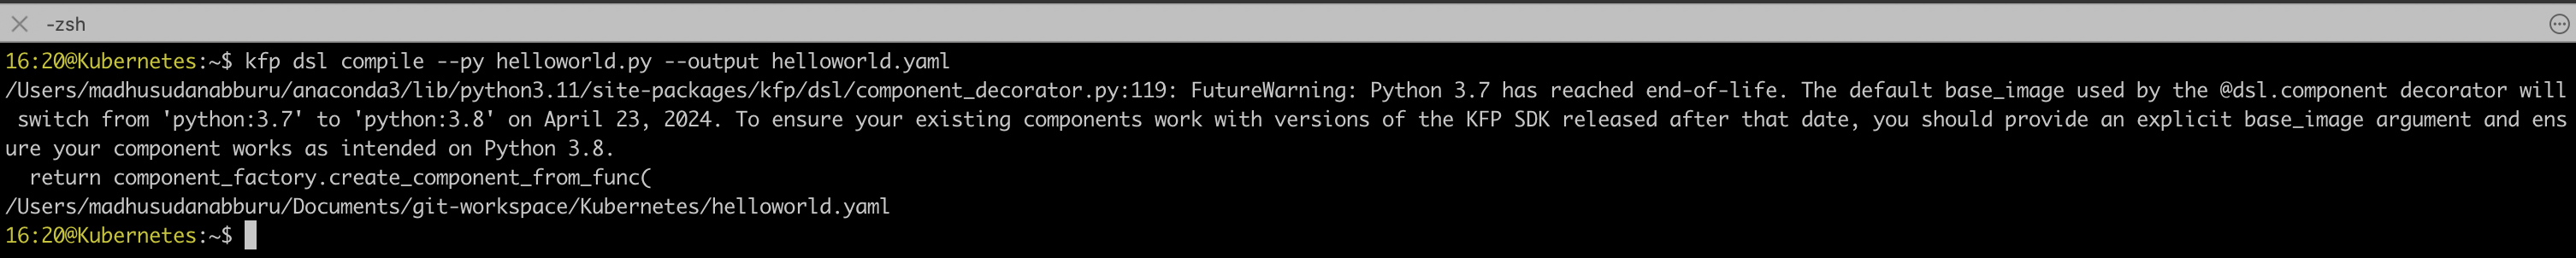 -zsh
16:20@Kubernetes:~$ kfp dsl compile --py helloworld.py --output helloworld.yaml
/Users/madhusudanabburu/anaconda3/lib/python3.11/site-packages/kfp/dsl/component_decorator.py:119: FutureWarning: Python 3.7 has reached end-of-life. The default base_image used by the @dsl.component decorator will
 switch from 'python:3.7' to 'python:3.8' on April 23, 2024. To ensure your existing components work with versions of the KFP SDK released after that date, you should provide an explicit base_image argument and ens
ure your component works as intended on Python 3.8.
  return component_factory.create_component_from_func(
/Users/madhusudanabburu/Documents/git-workspace/Kubernetes/helloworld.yaml
16:20@Kubernetes:~$